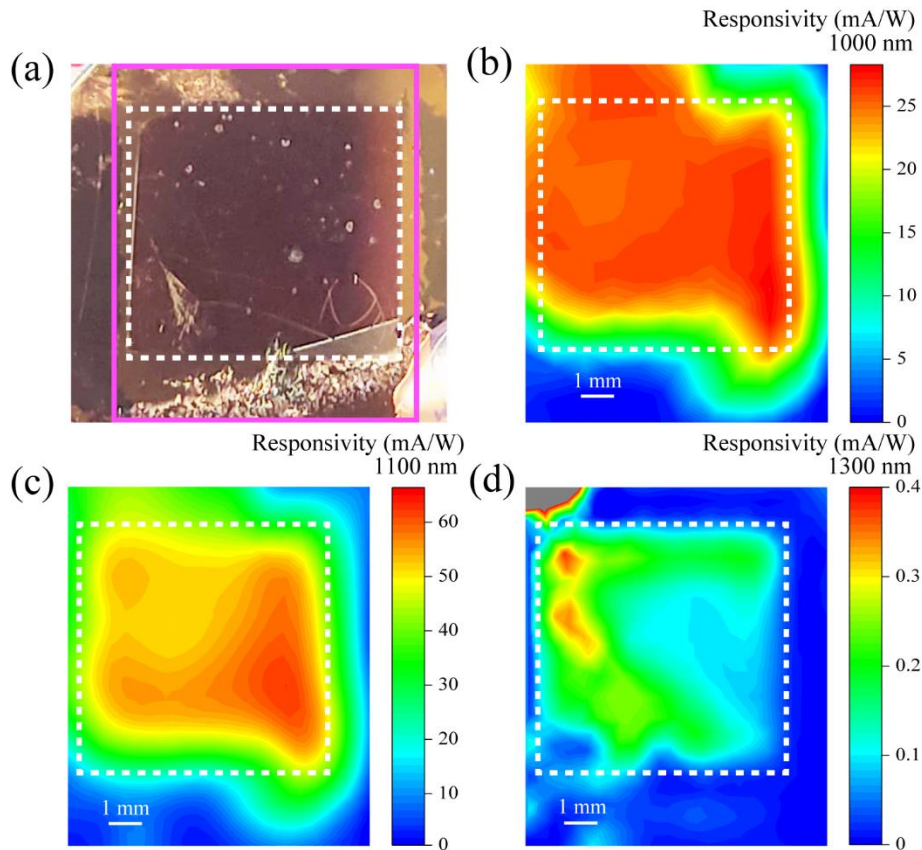 (a)
Responsivity (mA/W)
1000 nm
(b)
25
20
15
10
5
0
1 mm
Responsivity (mA/W)
1100 nm
(c)
60
50
40
30
20
10
0
1 mm
Responsivity (mA/W)
1300 nm
(d)
0.4
0.3
0.2
0.1
0
1 mm